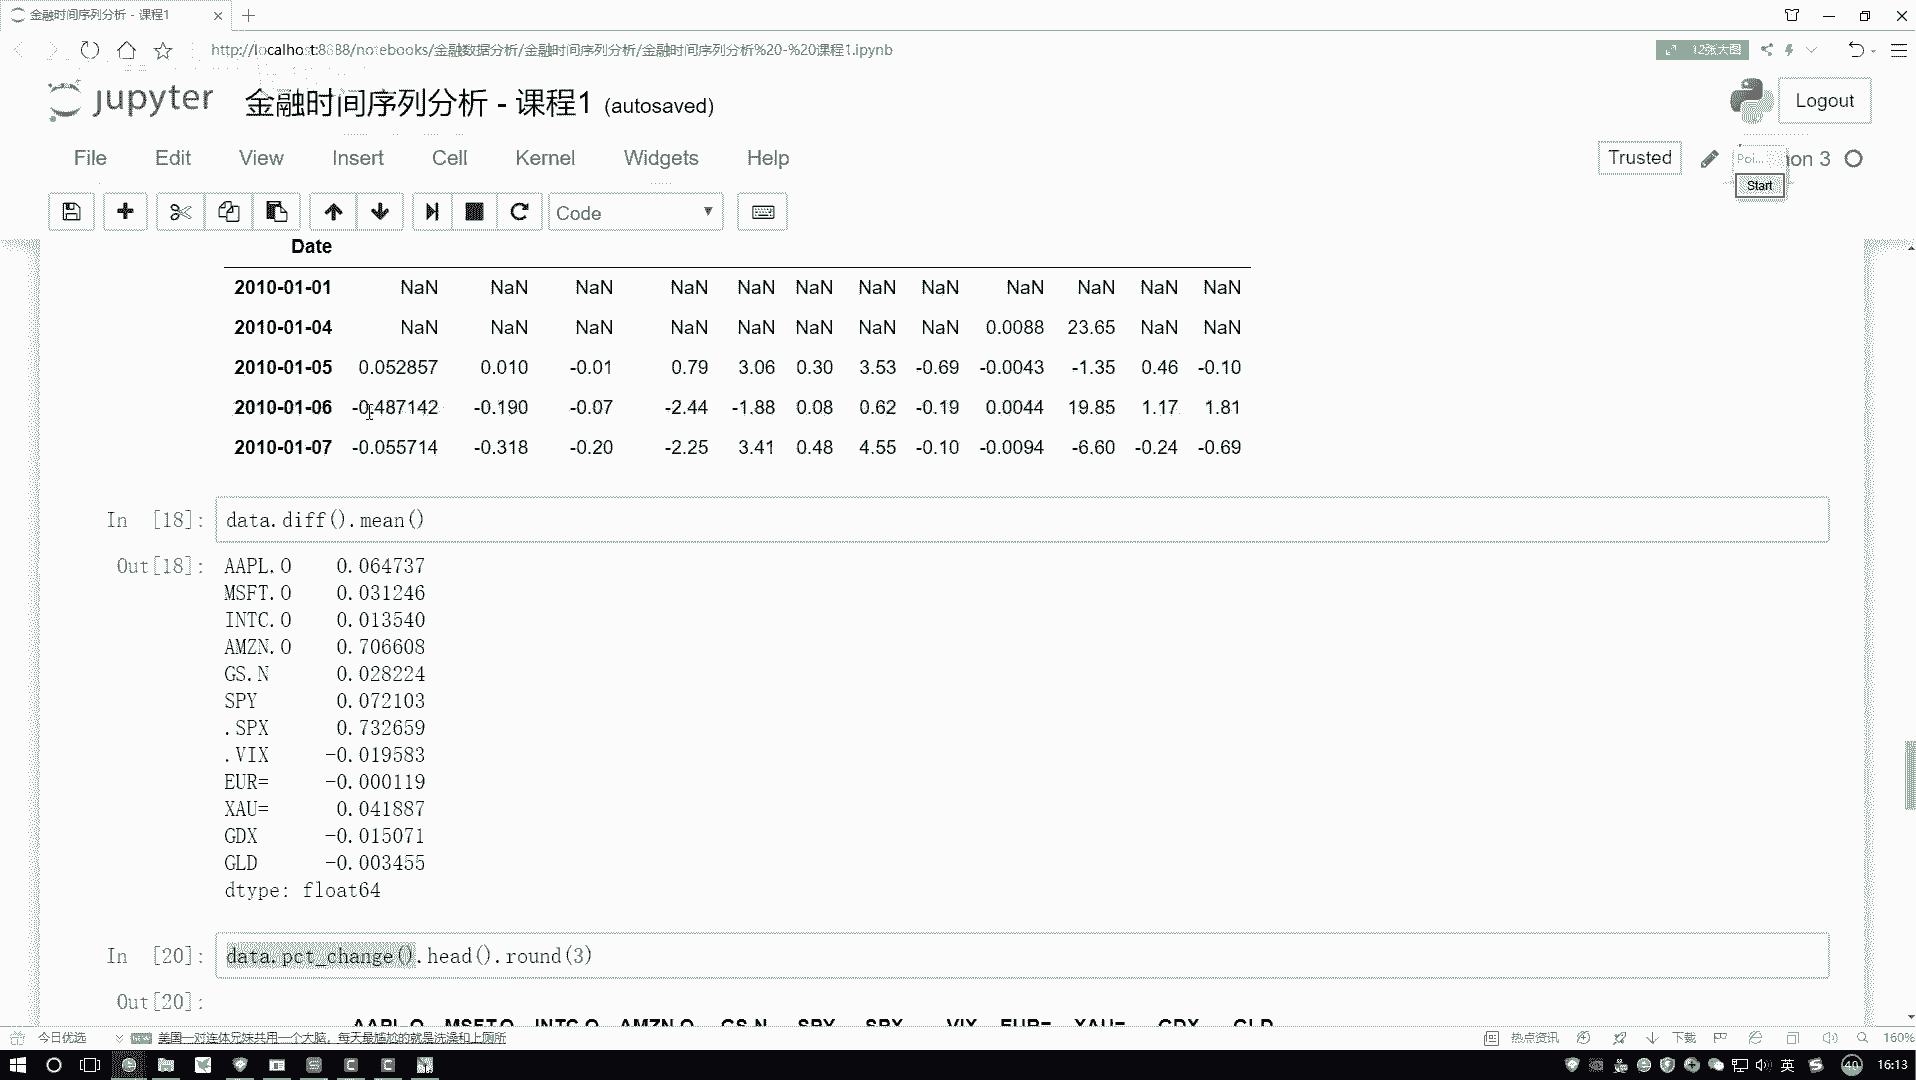 金融时间序列分析 - 课程1
http://localhost:8888/notebooks/金融数据分析/金融时间序列分析/金融时间序列分析%20-%20课程1.ipynb
12张大图
jupyter 金融时间序列分析 - 课程1 (autosaved)
Logout
File Edit View Insert Cell Kernel Widgets Help
Trusted
on 3
Poi...
Start
Code
Date
2010-01-01 NaN NaN NaN NaN NaN NaN NaN NaN NaN NaN NaN NaN
2010-01-04 NaN NaN NaN NaN NaN NaN NaN NaN 0.0088 23.65 NaN NaN
2010-01-05 0.052857 0.010 -0.01 0.79 3.06 0.30 3.53 -0.69 -0.0043 -1.35 0.46 -0.10
2010-01-06 -0.487142 -0.190 -0.07 -2.44 -1.88 0.08 0.62 -0.19 0.0044 19.85 1.17 1.81
2010-01-07 -0.055714 -0.318 -0.20 -2.25 3.41 0.48 4.55 -0.10 -0.0094 -6.60 -0.24 -0.69
In [18]: data.diff().mean()
Out[18]: AAPL.O 0.064737
MSFT.O 0.031246
INTC.O 0.013540
AMZN.O 0.706608
GS.N 0.028224
SPY 0.072103
.SPX 0.732659
.VIX -0.019583
EUR= -0.000119
XAU= 0.041887
GDX -0.015071
GLD -0.003455
dtype: float64
In [20]: data.pct_change().head().round(3)
Out[20]:
AAPL.O MSFT.O INTC.O AMZN.O GS.N SPY .SPX .VIX EUR= XAU= GDX GLD
今日优选 美国一对连体兄妹共用一个大脑，每天最尴尬的就是洗澡和上厕所 热点资讯 下载 160%
英 40 16:13